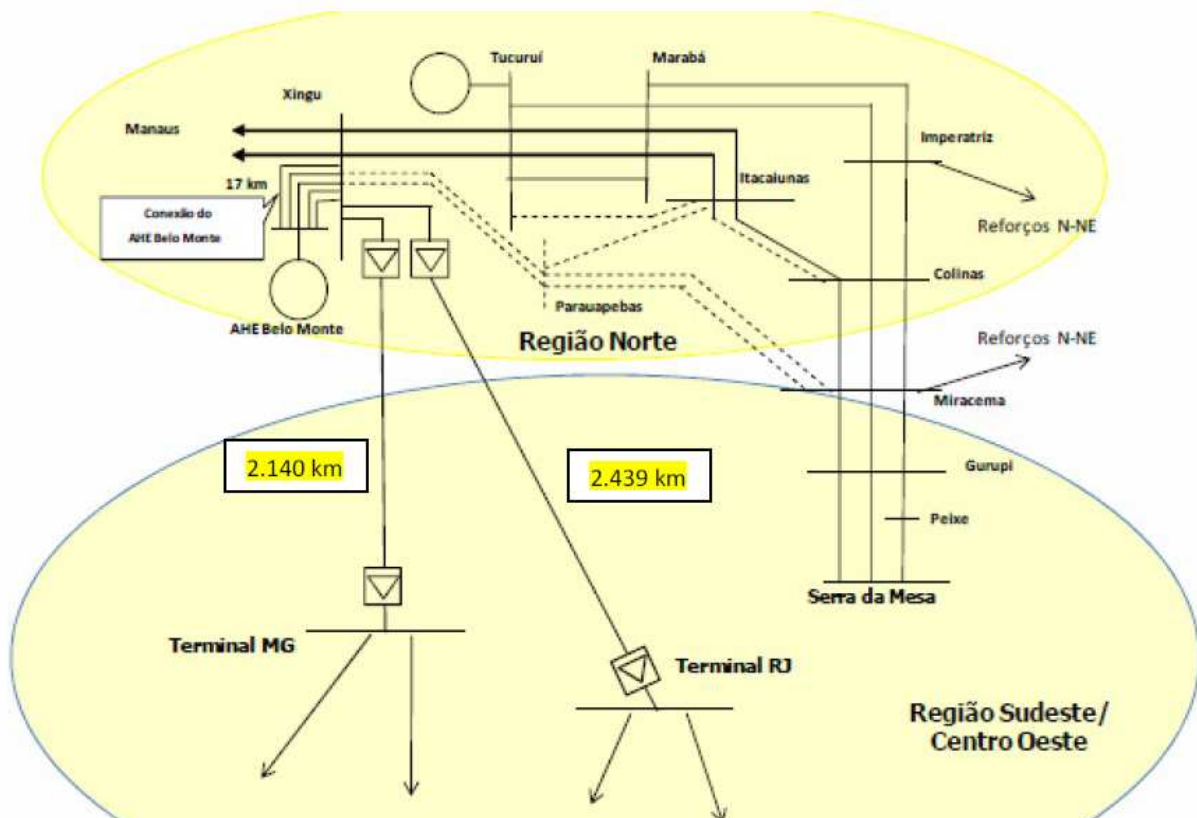 Tucuruí
Marabá
Xingu
Manaus
Imperatriz
17 km
Itacaiunas
Conexão do
AHE Belo Monte
Reforços N-NE
Colinas
Parauapebas
AHE Belo Monte
Região Norte
Reforços N-NE
Miracema
2.140 km
2.439 km
Gurupi
Peixe
Serra da Mesa
Terminal MG
Terminal RJ
Região Sudeste/
Centro Oeste